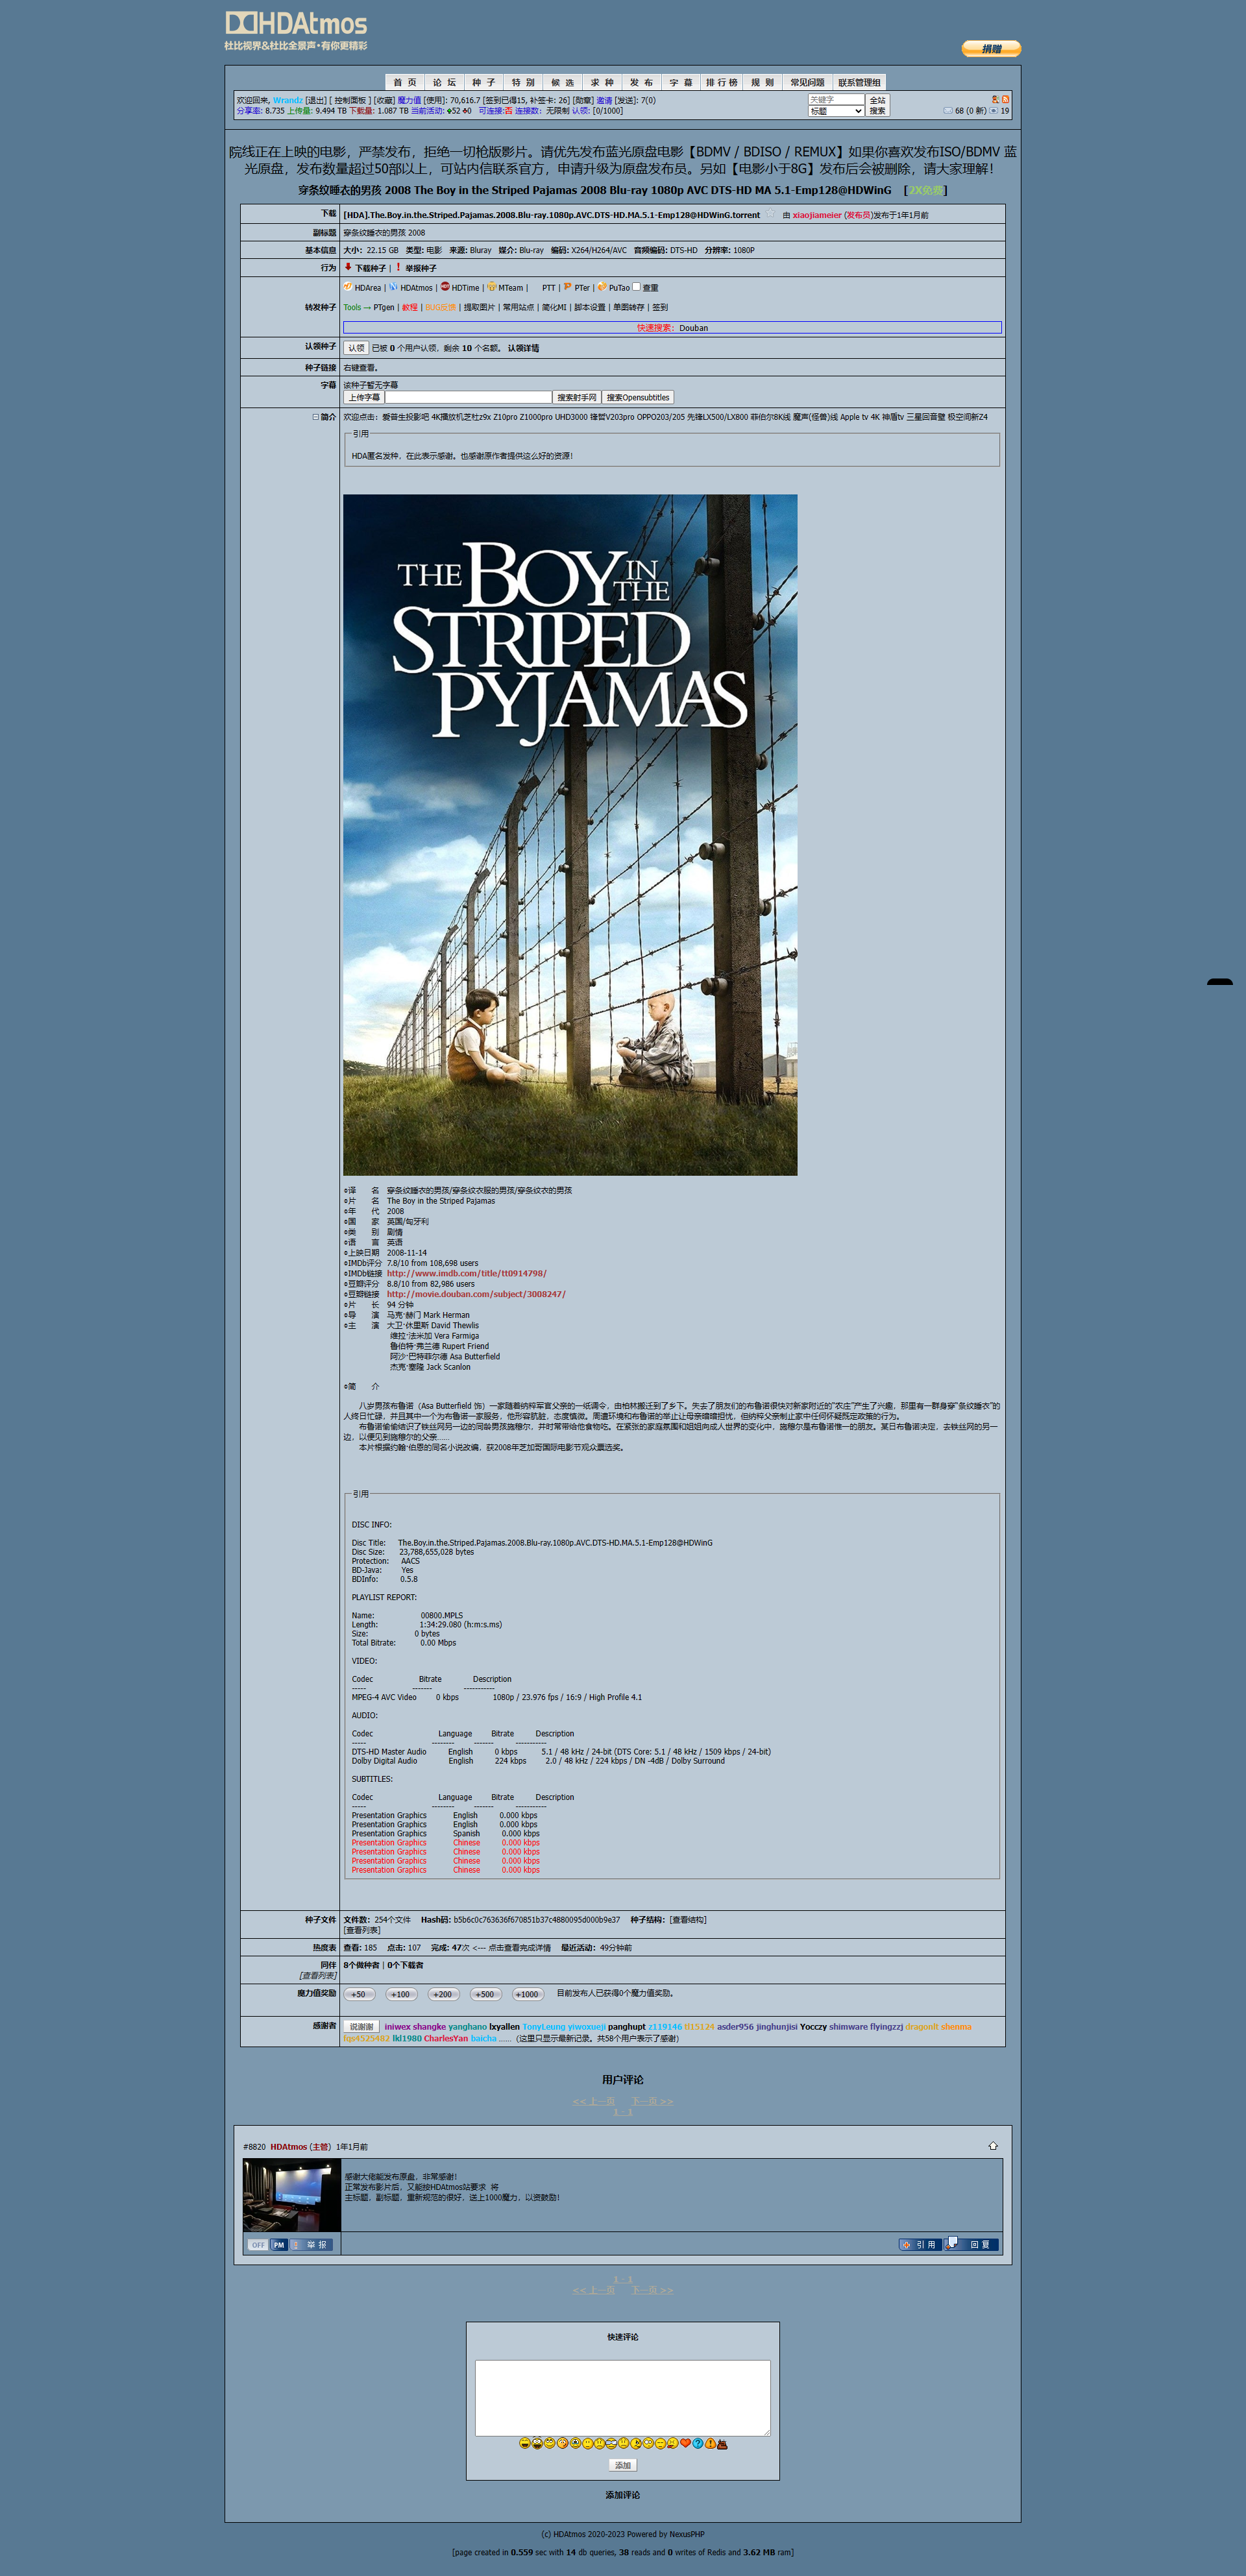 HDAtmos
杜比视界&杜比全景声•有你更精彩
捐赠
首 页 论 坛 种 子 特 别 候 选 求 种 发 布 字 幕 排 行 榜 规 则 常见问题 联系管理组
欢迎回来, Wrandz [退出] [ 控制面板 ] [收藏] 魔力值 [使用]: 70,616.7 [签到已得15, 补签卡: 26] [勋章] 邀请 [发送]: 7(0) 关键字 全站
分享率: 8.735 上传量: 9.494 TB 下载量: 1.087 TB 当前活动: 52 0 可连接:否 连接数：无限制 认领: [0/1000] 标题 搜索 68 (0 新) 19
院线正在上映的电影，严禁发布，拒绝一切枪版影片。请优先发布蓝光原盘电影【BDMV / BDISO / REMUX】如果你喜欢发布ISO/BDMV 蓝
光原盘，发布数量超过50部以上，可站内信联系官方，申请升级为原盘发布员。另如【电影小于8G】发布后会被删除，请大家理解！
穿条纹睡衣的男孩 2008 The Boy in the Striped Pajamas 2008 Blu-ray 1080p AVC DTS-HD MA 5.1-Emp128@HDWinG [2X免费]
下载 [HDA].The.Boy.in.the.Striped.Pajamas.2008.Blu-ray.1080p.AVC.DTS-HD.MA.5.1-Emp128@HDWinG.torrent 由 xiaojiameier (发布员)发布于1年1月前
副标题 穿条纹睡衣的男孩 2008
基本信息 大小： 22.15 GB 类型: 电影 来源: Bluray 媒介: Blu-ray 编码: X264/H264/AVC 音频编码: DTS-HD 分辨率: 1080P
行为 下载种子 | 举报种子
HDArea | HDAtmos | HDTime | MTeam | PTT | PTer | PuTao 查重
转发种子 Tools → PTgen | 教程 | BUG反馈 | 提取图片 | 常用站点 | 简化MI | 脚本设置 | 单图转存 | 签到
快速搜索：Douban
认领种子 认领 已被 0 个用户认领，剩余 10 个名额。 认领详情
种子链接 右键查看。
字幕 该种子暂无字幕
上传字幕 搜索射手网 搜索Opensubtitles
简介 欢迎点击：爱普生投影吧 4K播放机芝杜z9x Z10pro Z1000pro UHD3000 锋哲V203pro OPPO203/205 先锋LX500/LX800 菲伯尔8K线 魔声(怪兽)线 Apple tv 4K 神盾tv 三星回音壁 极空间新Z4
引用
HDA匿名发种，在此表示感谢。也感谢原作者提供这么好的资源！
THE BOY IN THE
STRIPED
PYJAMAS
◎译 名 穿条纹睡衣的男孩/穿条纹衣服的男孩/穿条纹衣的男孩
◎片 名 The Boy in the Striped Pajamas
◎年 代 2008
◎国 家 英国/匈牙利
◎类 别 剧情
◎语 言 英语
◎上映日期 2008-11-14
◎IMDb评分 7.8/10 from 108,698 users
◎IMDb链接 http://www.imdb.com/title/tt0914798/
◎豆瓣评分 8.8/10 from 82,986 users
◎豆瓣链接 http://movie.douban.com/subject/3008247/
◎片 长 94 分钟
◎导 演 马克·赫门 Mark Herman
◎主 演 大卫·休里斯 David Thewlis
维拉·法米加 Vera Farmiga
鲁伯特·弗兰德 Rupert Friend
阿沙·巴特菲尔德 Asa Butterfield
杰克·塞隆 Jack Scanlon
◎简 介
八岁男孩布鲁诺（Asa Butterfield 饰）一家随着纳粹军官父亲的一纸调令，由柏林搬迁到了乡下。失去了朋友们的布鲁诺很快对新家附近的“农庄”产生了兴趣，那里有一群身穿“条纹睡衣”的
人终日忙碌，并且其中一个为布鲁诺一家服务，他形容肮脏，态度慎微。周遭环境和布鲁诺的举止让母亲暗暗担忧，但纳粹父亲制止家中任何怀疑既定政策的行为。
布鲁诺偷偷结识了铁丝网另一边的同龄男孩施穆尔，并时常带给他食物吃。在紧张的家庭氛围和姐姐向成人世界的变化中，施穆尔是布鲁诺惟一的朋友。某日布鲁诺决定，去铁丝网的另一
边，以便见到施穆尔的父亲……
本片根据约翰·伯恩的同名小说改编，获2008年芝加哥国际电影节观众票选奖。
引用
DISC INFO:
Disc Title: The.Boy.in.the.Striped.Pajamas.2008.Blu-ray.1080p.AVC.DTS-HD.MA.5.1-Emp128@HDWinG
Disc Size: 23,788,655,028 bytes
Protection: AACS
BD-Java: Yes
BDInfo: 0.5.8
PLAYLIST REPORT:
Name: 00800.MPLS
Length: 1:34:29.080 (h:m:s.ms)
Size: 0 bytes
Total Bitrate: 0.00 Mbps
VIDEO:
Codec Bitrate Description
----- ------- -----------
MPEG-4 AVC Video 0 kbps 1080p / 23.976 fps / 16:9 / High Profile 4.1
AUDIO:
Codec Language Bitrate Description
----- -------- ------- -----------
DTS-HD Master Audio English 0 kbps 5.1 / 48 kHz / 24-bit (DTS Core: 5.1 / 48 kHz / 1509 kbps / 24-bit)
Dolby Digital Audio English 224 kbps 2.0 / 48 kHz / 224 kbps / DN -4dB / Dolby Surround
SUBTITLES:
Codec Language Bitrate Description
----- -------- ------- -----------
Presentation Graphics English 0.000 kbps
Presentation Graphics English 0.000 kbps
Presentation Graphics Spanish 0.000 kbps
Presentation Graphics Chinese 0.000 kbps
Presentation Graphics Chinese 0.000 kbps
Presentation Graphics Chinese 0.000 kbps
Presentation Graphics Chinese 0.000 kbps
种子文件 文件数：254个文件 Hash码: b5b6c0c763636f670851b37c4880095d000b9e37 种子结构：[查看结构]
[查看列表]
热度表 查看: 185 点击: 107 完成: 47次 <--- 点击查看完成详情 最近活动：49分钟前
同伴 8个做种者 | 0个下载者
[查看列表]
魔力值奖励 +50 +100 +200 +500 +1000 目前发布人已获得0个魔力值奖励。
感谢者 说谢谢 iniwex shangke yanghano lxyallen TonyLeung yiwoxueji panghupt z119146 tl15124 asder956 jinghunjisi Yocczy shimware flyingzzj dragonlt shenma
fqs4525482 lkl1980 CharlesYan baicha ......（这里只显示最新记录。共58个用户表示了感谢）
用户评论
<< 上一页 下一页 >>
1 - 1
#8820 HDAtmos (主管) 1年1月前
感谢大佬能发布原盘，非常感谢！
正常发布影片后，又能按HDAtmos站要求 将
主标题，副标题，重新规范的很好，送上1000魔力，以资鼓励！
OFF PM 举 报 引 用 回 复
1 - 1
<< 上一页 下一页 >>
快速评论
添加
添加评论
(c) HDAtmos 2020-2023 Powered by NexusPHP
[page created in 0.559 sec with 14 db queries, 38 reads and 0 writes of Redis and 3.62 MB ram]